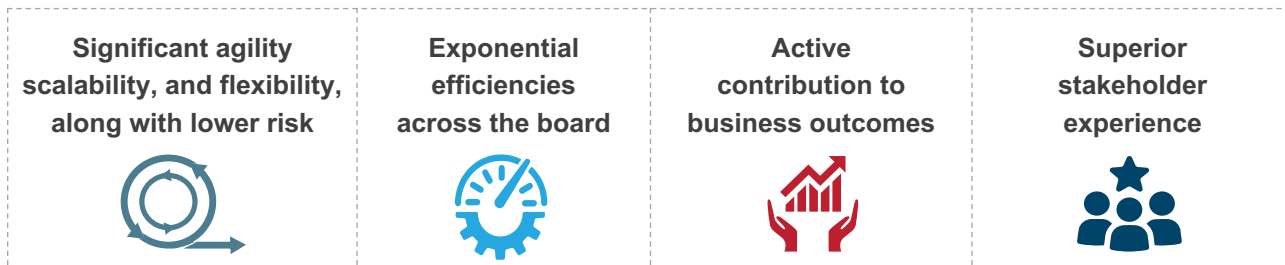 Significant agility
scalability, and flexibility,
along with lower risk
Exponential
efficiencies
across the board
Active
contribution to
business outcomes
Superior
stakeholder
experience